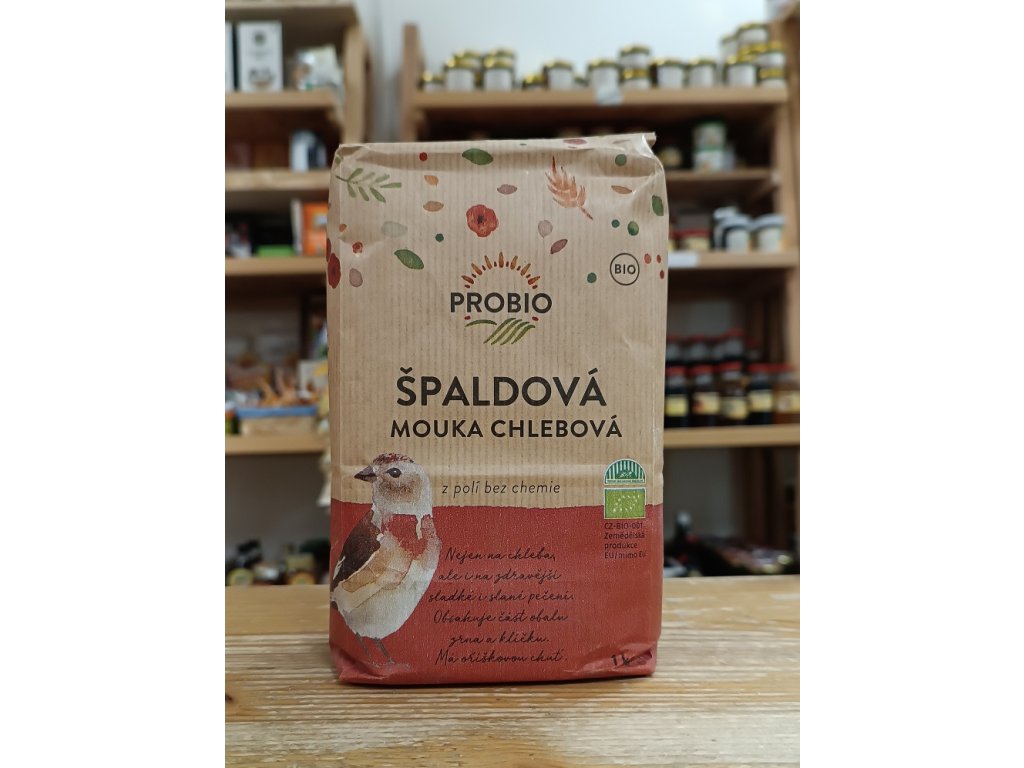 BIO
PROBIO
ŠPALDOVÁ
MOUKA CHLEBOVÁ
z polí bez chemie
CZ-BIO-001
Zemědělská
produkce
EU/mimo EU
Nejen na chleba,
ale i na zdravější
sladké i slané pečení.
Obsahuje část obalu
zrna a klíčku.
Má oříškovou chuť.